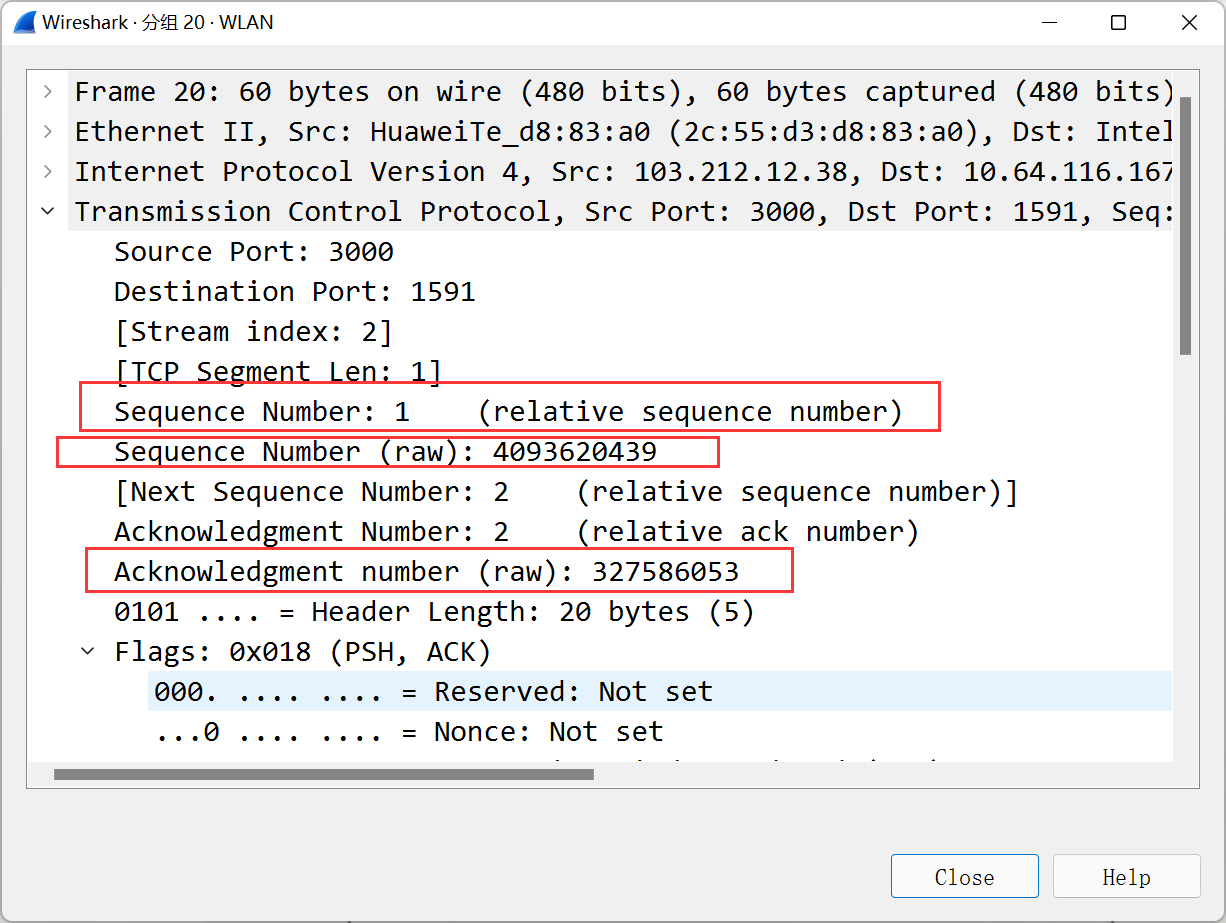 Wireshark · 分组 20 · WLAN
Frame 20: 60 bytes on wire (480 bits), 60 bytes captured (480 bits)
Ethernet II, Src: HuaweiTe_d8:83:a0 (2c:55:d3:d8:83:a0), Dst: Intel
Internet Protocol Version 4, Src: 103.212.12.38, Dst: 10.64.116.167
Transmission Control Protocol, Src Port: 3000, Dst Port: 1591, Seq:
Source Port: 3000
Destination Port: 1591
[Stream index: 2]
[TCP Segment Len: 1]
Sequence Number: 1    (relative sequence number)
Sequence Number (raw): 4093620439
[Next Sequence Number: 2    (relative sequence number)]
Acknowledgment Number: 2    (relative ack number)
Acknowledgment number (raw): 327586053
0101 .... = Header Length: 20 bytes (5)
Flags: 0x018 (PSH, ACK)
000. .... .... = Reserved: Not set
...0 .... .... = Nonce: Not set
Close
Help